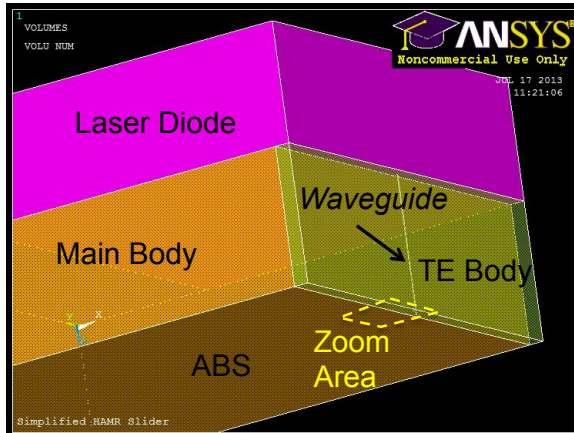 1
VOLUMES
VOLU NUM
ANSYS
Noncommercial Use Only
JUL 17 2013
11:21:06
Laser Diode
Waveguide
Main Body
TE Body
Y
X
Zoom
Area
ABS
Simplified HAMR Slider